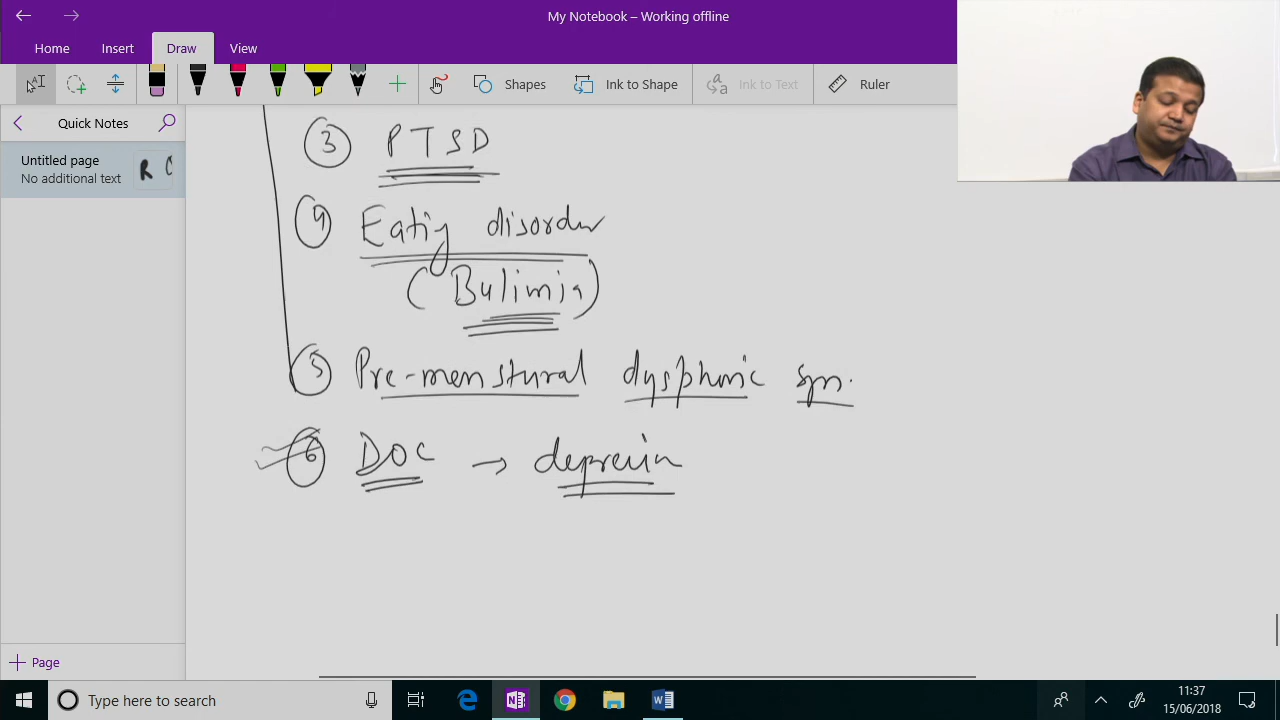 My Notebook – Working offline
Home Insert Draw View
Shapes Ink to Shape Ink to Text Ruler
Quick Notes
Untitled page
No additional text
R C
③ PTSD
④ Eatig disorder
(Bulimia)
⑤ Pre-menstural dysphoric syn.
⑥ DOC → depression
+ Page
Type here to search
11:37
15/06/2018